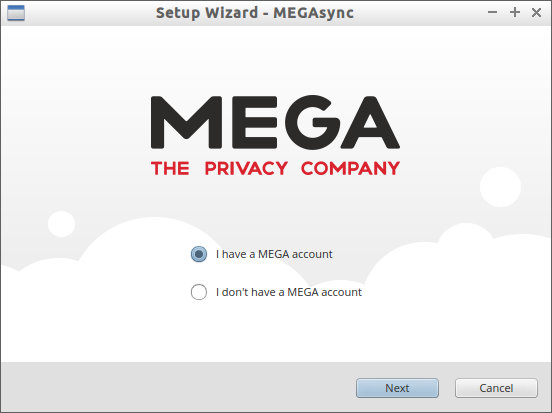 Setup Wizard - MEGAsync
MEGA
THE PRIVACY COMPANY
I have a MEGA account
I don't have a MEGA account
Next
Cancel